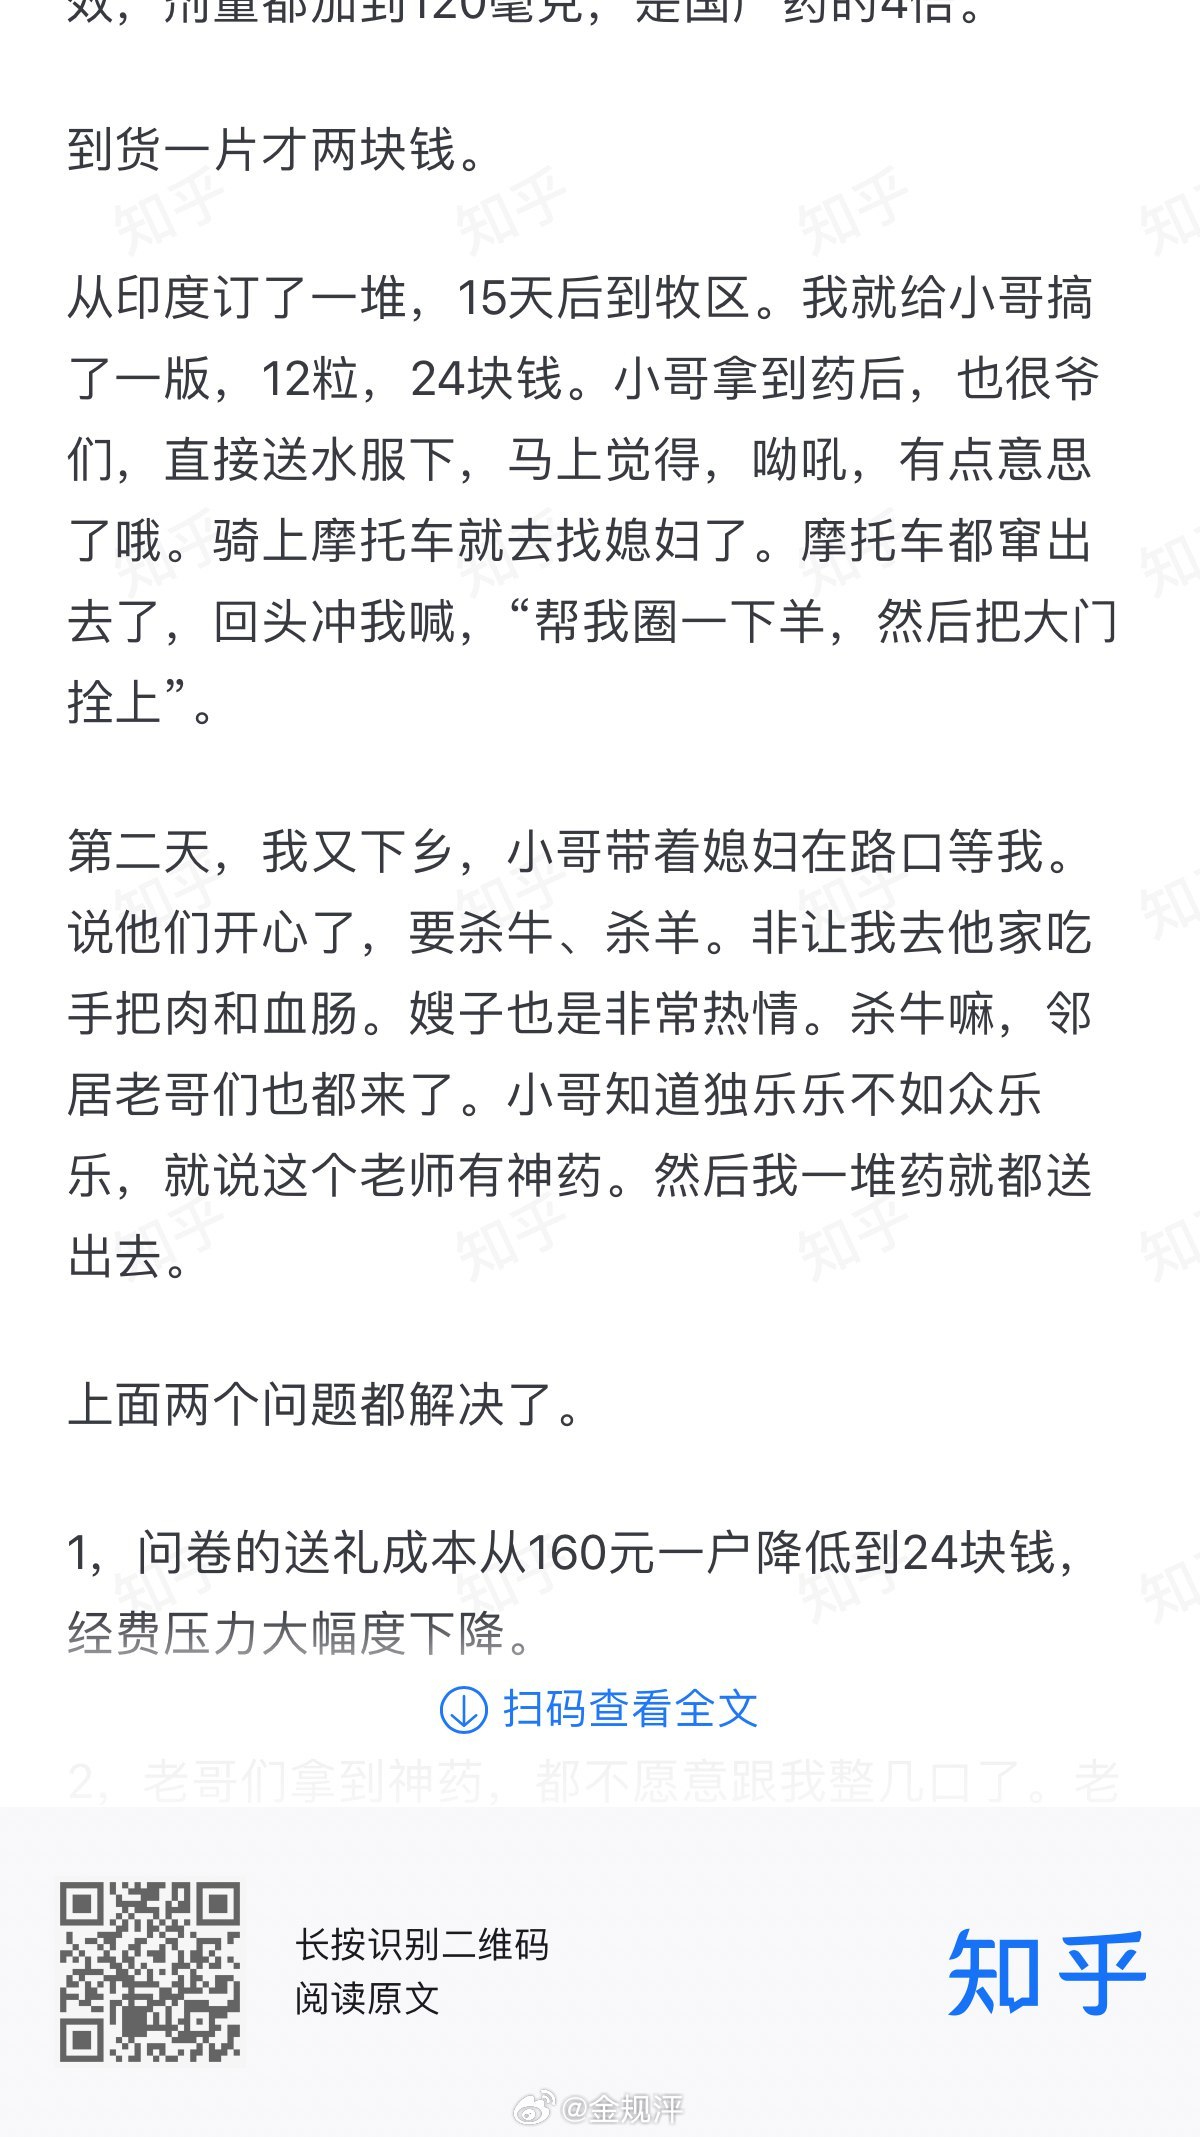 效，剂量都加到120毫克，是国产药的4倍。
到货一片才两块钱。
从印度订了一堆，15天后到牧区。我就给小哥搞
了一版，12粒，24块钱。小哥拿到药后，也很爷
们，直接送水服下，马上觉得，呦吼，有点意思
了哦。骑上摩托车就去找媳妇了。摩托车都窜出
去了，回头冲我喊，“帮我圈一下羊，然后把大门
拴上”。
第二天，我又下乡，小哥带着媳妇在路口等我。
说他们开心了，要杀牛、杀羊。非让我去他家吃
手把肉和血肠。嫂子也是非常热情。杀牛嘛，邻
居老哥们也都来了。小哥知道独乐乐不如众乐
乐，就说这个老师有神药。然后我一堆药就都送
出去。
上面两个问题都解决了。
1，问卷的送礼成本从160元一户降低到24块钱，
经费压力大幅度下降。
扫码查看全文
2，老哥们拿到神药，都不愿意跟我整几口了。老
长按识别二维码
阅读原文
知乎
@金规泙